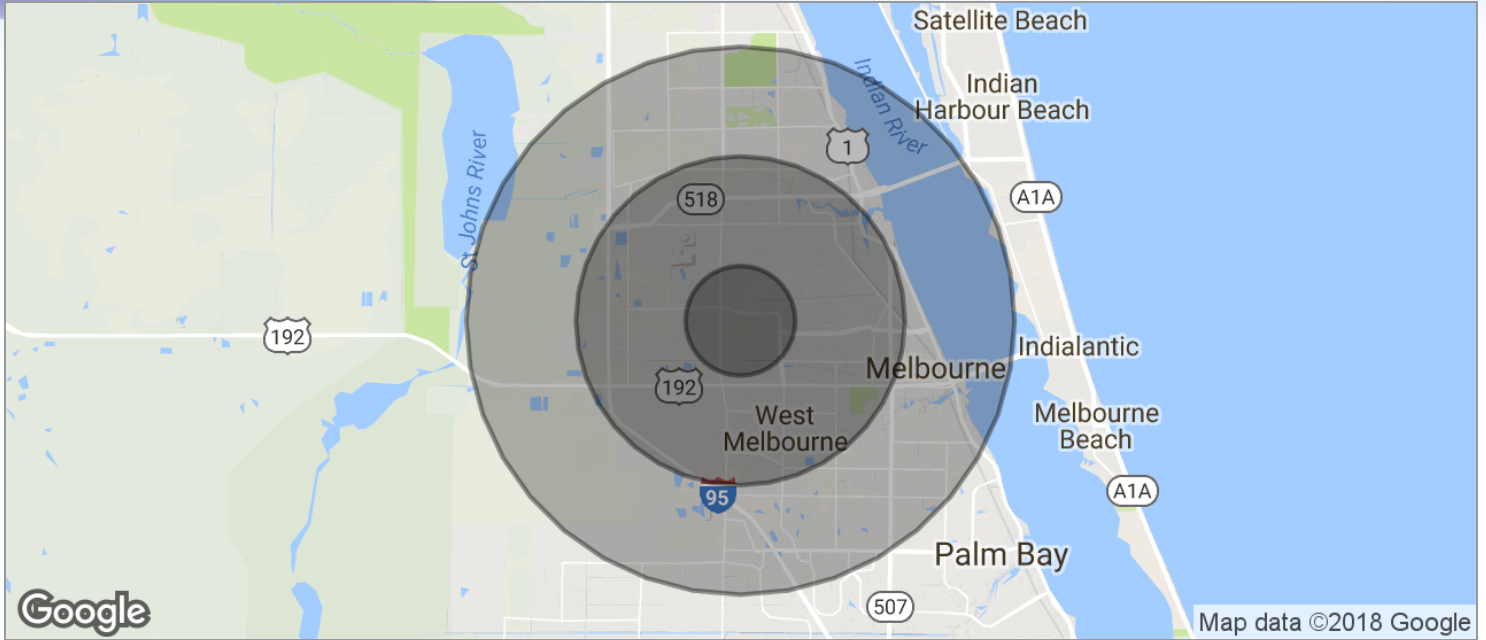 Satellite Beach
Indian
Harbour Beach
Indian River
1
St Johns River
A1A
518
192
Indialantic
Melbourne
192
Melbourne
Beach
West
Melbourne
A1A
95
Palm Bay
507
Google
Map data ©2018 Google